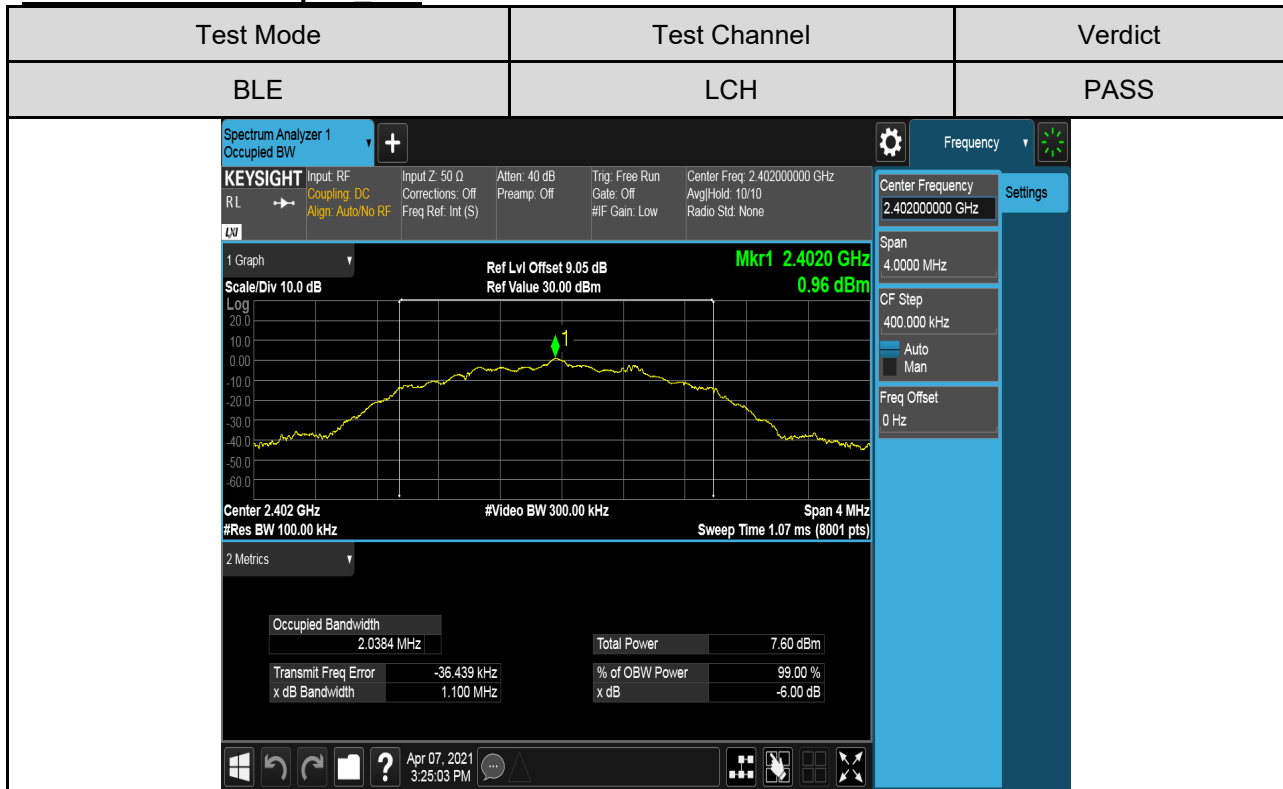 Test Mode Test Channel Verdict
BLE LCH PASS
Spectrum Analyzer 1
Occupied BW
Frequency
KEYSIGHT
RL
LXI
Input: RF
Coupling: DC
Align: Auto/No RF
Input Z: 50 Ω
Corrections: Off
Freq Ref: Int (S)
Atten: 40 dB
Preamp: Off
Trig: Free Run
Gate: Off
#IF Gain: Low
Center Freq: 2.402000000 GHz
Avg|Hold: 10/10
Radio Std: None
Center Frequency
2.402000000 GHz
Settings
Span
4.0000 MHz
CF Step
400.000 kHz
Auto
Man
Freq Offset
0 Hz
1 Graph
Scale/Div 10.0 dB
Ref Lvl Offset 9.05 dB
Ref Value 30.00 dBm
Mkr1 2.4020 GHz
0.96 dBm
Log
20.0
10.0
0.00
-10.0
-20.0
-30.0
-40.0
-50.0
-60.0
1
Center 2.402 GHz #Video BW 300.00 kHz Span 4 MHz
#Res BW 100.00 kHz Sweep Time 1.07 ms (8001 pts)
2 Metrics
Occupied Bandwidth
2.0384 MHz
Total Power 7.60 dBm
Transmit Freq Error -36.439 kHz
% of OBW Power 99.00 %
x dB Bandwidth 1.100 MHz
x dB -6.00 dB
?
Apr 07, 2021
3:25:03 PM